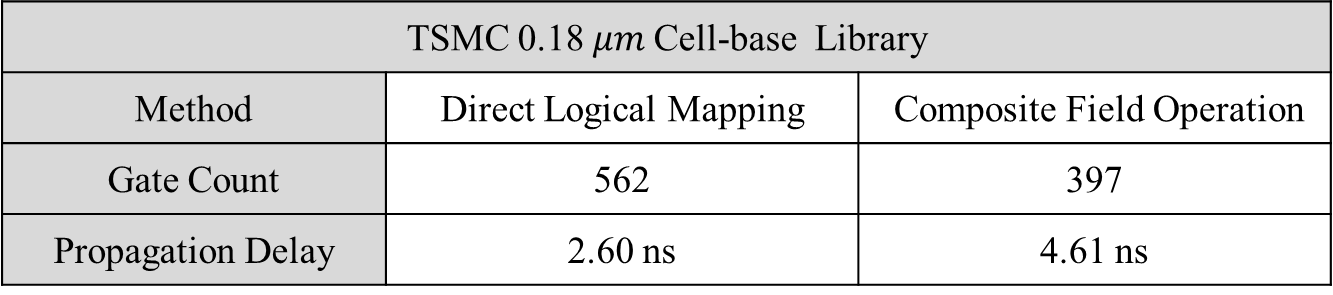 TSMC 0.18 μm Cell-base Library
Method Direct Logical Mapping Composite Field Operation
Gate Count 562 397
Propagation Delay 2.60 ns 4.61 ns